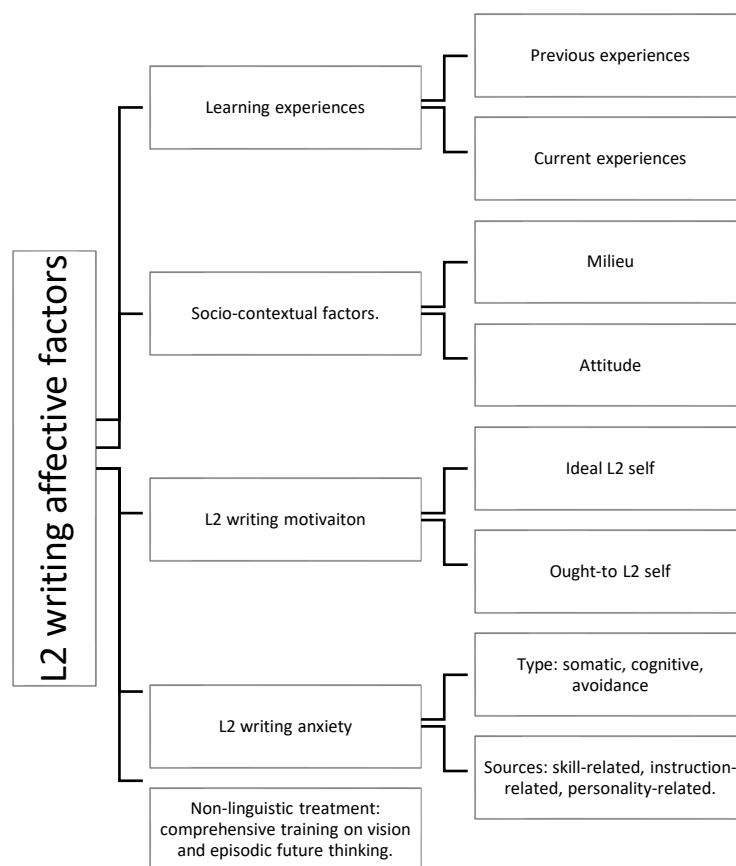 L2 writing affective factors
Learning experiences
Previous experiences
Current experiences
Socio-contextual factors.
Milieu
Attitude
L2 writing motivaiton
Ideal L2 self
Ought-to L2 self
L2 writing anxiety
Type: somatic, cognitive,
avoidance
Sources: skill-related, instruction-
related, personality-related.
Non-linguistic treatment:
comprehensive training on vision
and episodic future thinking.